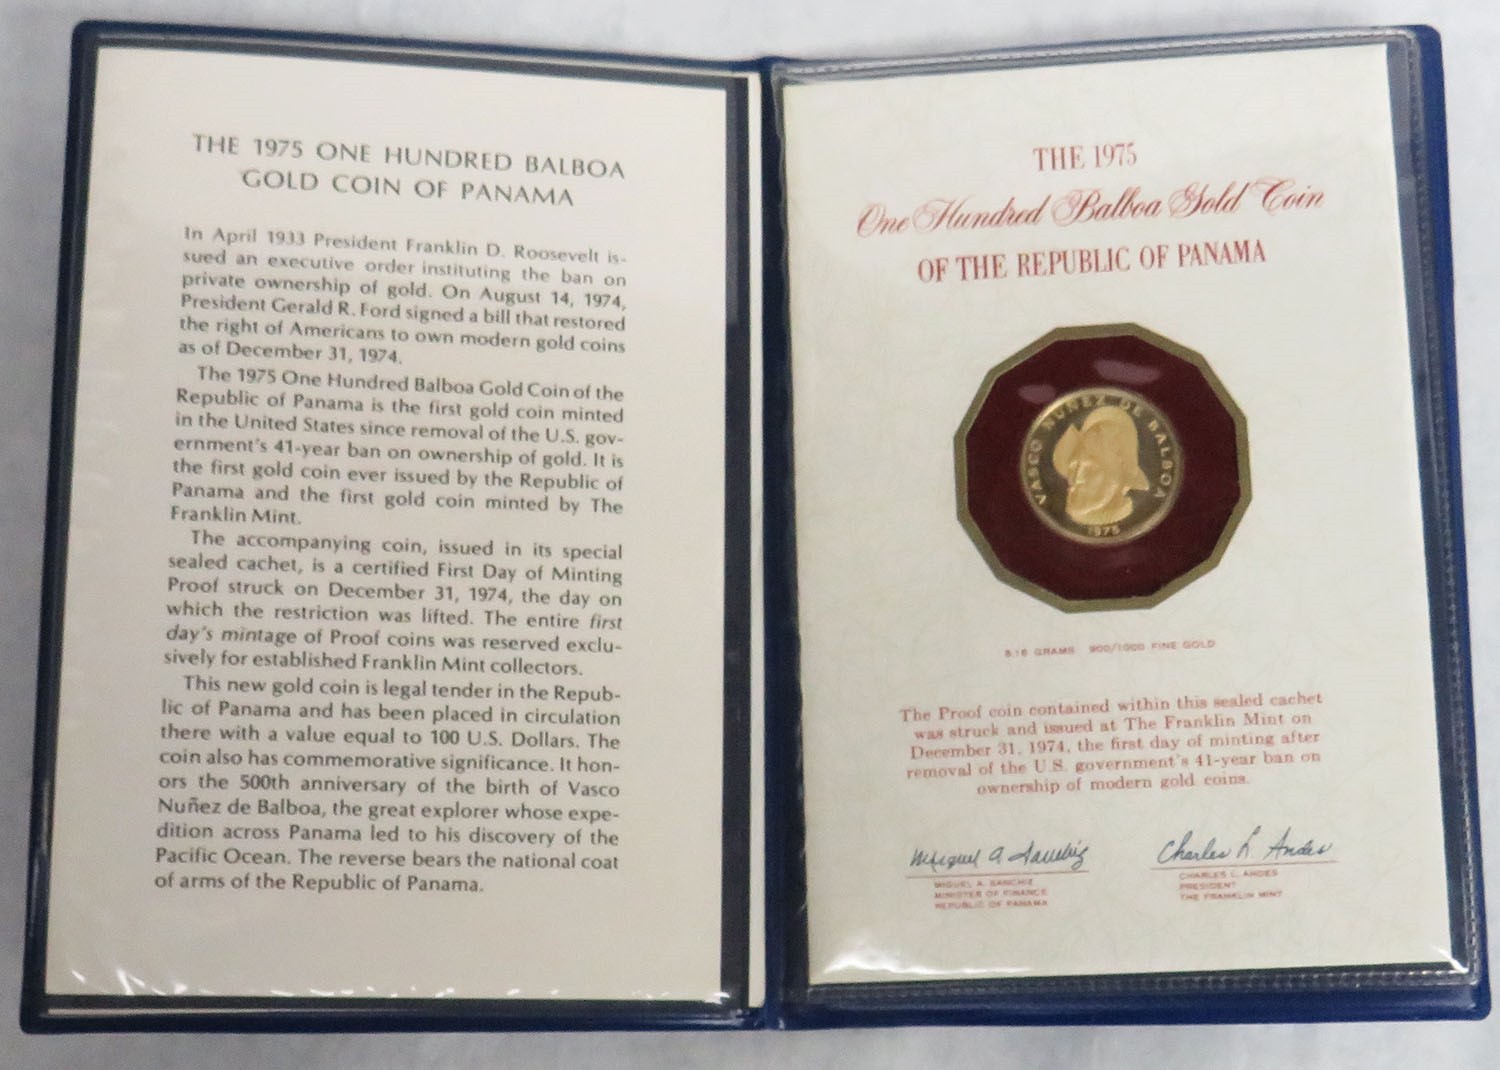 THE 1975 ONE HUNDRED BALBOA
GOLD COIN OF PANAMA
In April 1933 President Franklin D. Roosevelt is-
sued an executive order instituting the ban on
private ownership of gold. On August 14, 1974,
President Gerald R. Ford signed a bill that restored
the right of Americans to own modern gold coins
as of December 31, 1974.
The 1975 One Hundred Balboa Gold Coin of the
Republic of Panama is the first gold coin minted
in the United States since removal of the U.S. gov-
ernment's 41-year ban on ownership of gold. It is
the first gold coin ever issued by the Republic of
Panama and the first gold coin minted by The
Franklin Mint.
The accompanying coin, issued in its special
sealed cachet, is a certified First Day of Minting
Proof struck on December 31, 1974, the day on
which the restriction was lifted. The entire first
day's mintage of Proof coins was reserved exclu-
sively for established Franklin Mint collectors.
This new gold coin is legal tender in the Repub-
lic of Panama and has been placed in circulation
there with a value equal to 100 U.S. Dollars. The
coin also has commemorative significance. It hon-
ors the 500th anniversary of the birth of Vasco
Nuñez de Balboa, the great explorer whose expe-
dition across Panama led to his discovery of the
Pacific Ocean. The reverse bears the national coat
of arms of the Republic of Panama.
THE 1975
One Hundred Balboa Gold Coin
OF THE REPUBLIC OF PANAMA
VASCO NUÑEZ DE BALBOA
1975
8.16 GRAMS 900/1000 FINE GOLD
The Proof coin contained within this sealed cachet
was struck and issued at The Franklin Mint on
December 31, 1974, the first day of minting after
removal of the U.S. government's 41-year ban on
ownership of modern gold coins.
Miguel A Sanchiz Charles L. Andes
MIGUEL A. SANCHIZ
MINISTER OF FINANCE
REPUBLIC OF PANAMA
CHARLES L. ANDES
PRESIDENT
THE FRANKLIN MINT